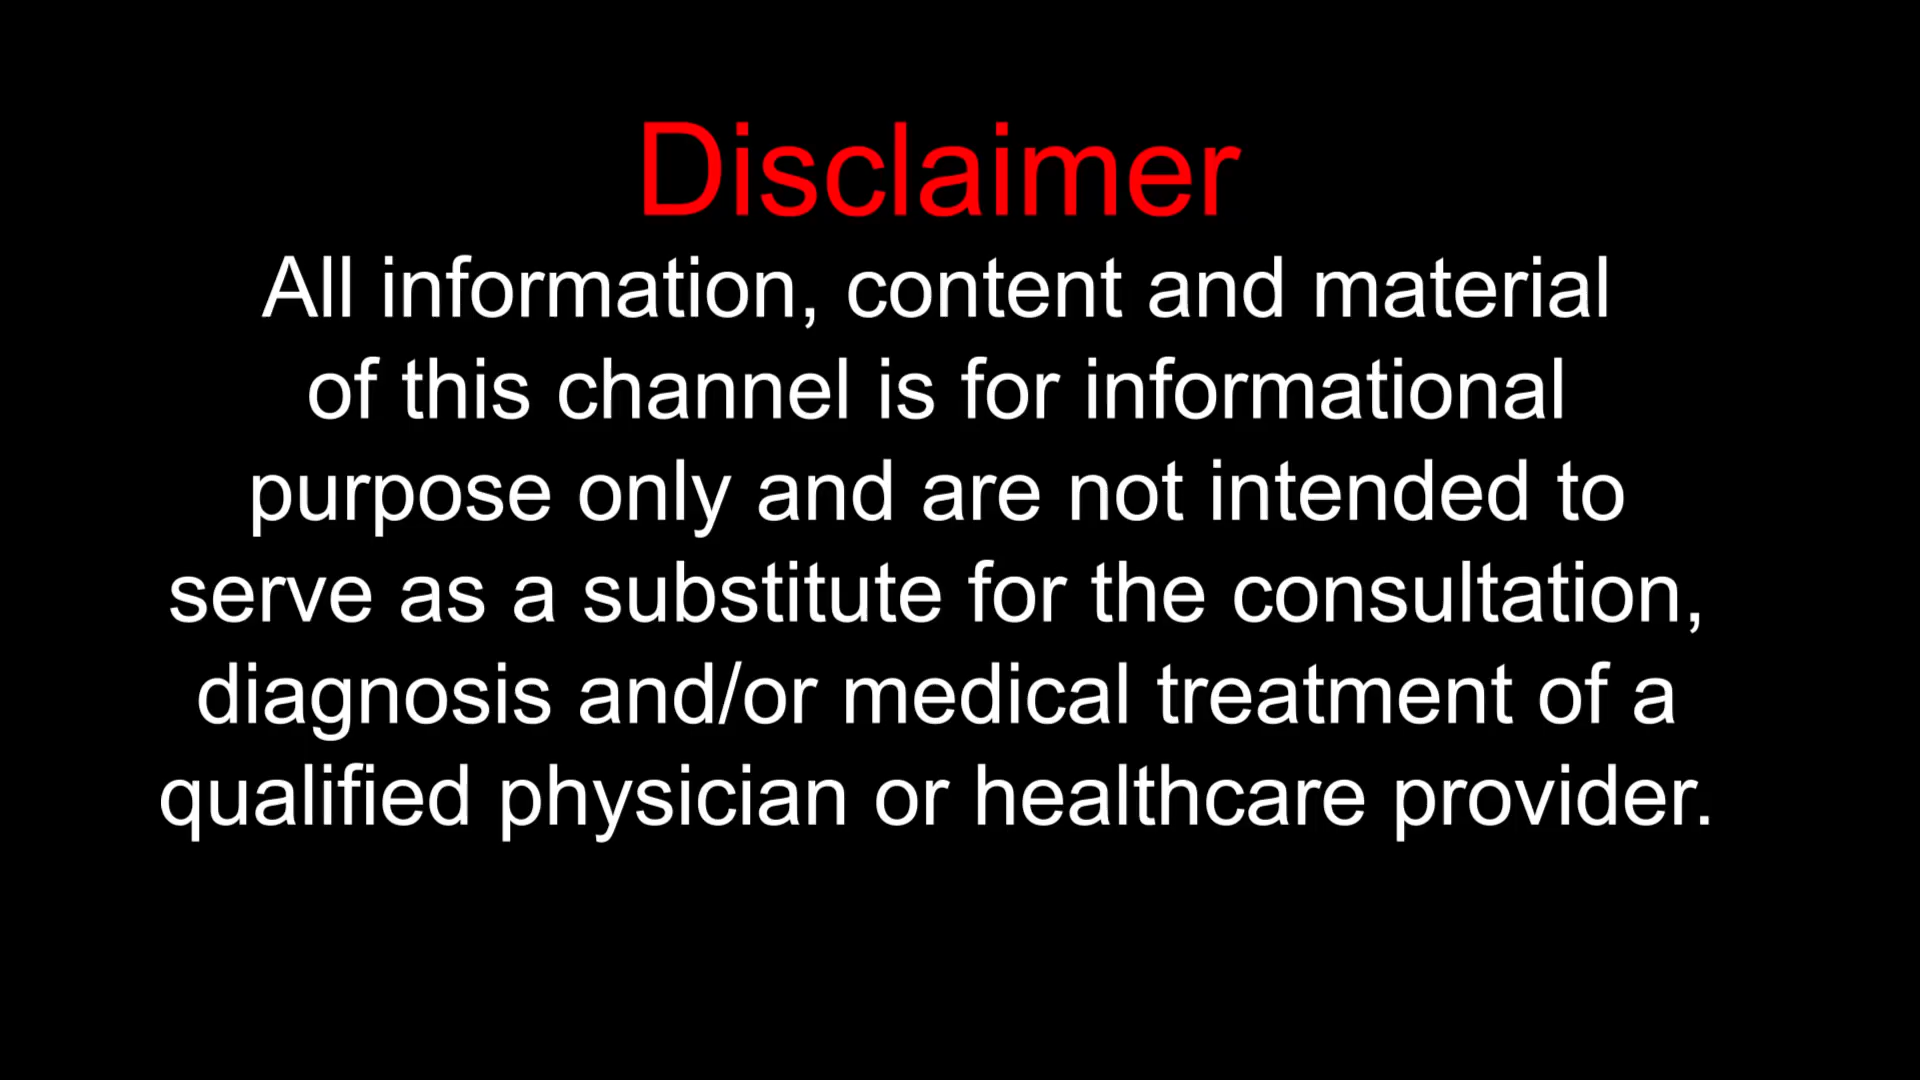 Disclaimer
All information, content and material
of this channel is for informational
purpose only and are not intended to
serve as a substitute for the consultation,
diagnosis and/or medical treatment of a
qualified physician or healthcare provider.